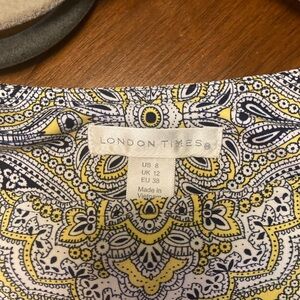 LONDON TIMES®
US 8
UK 12
EU 38
Made in